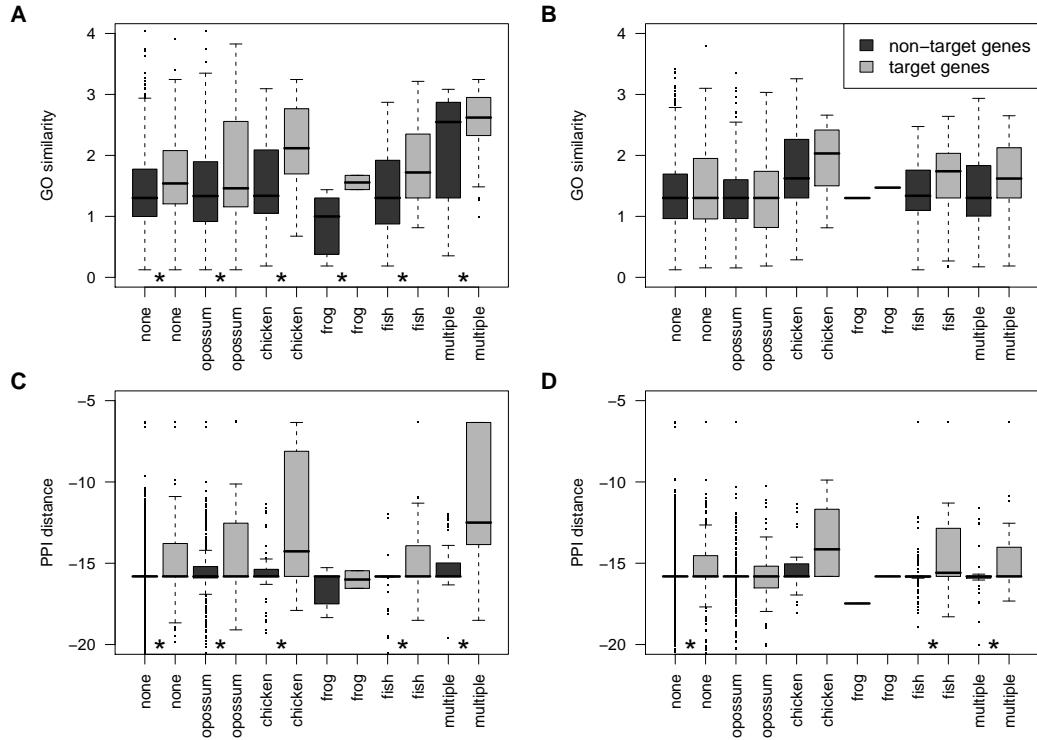 A
GO similarity
4
3
2
1
0
* * * * * *
none none opossum opossum chicken chicken frog frog fish fish multiple multiple
B
GO similarity
4
3
2
1
0
non−target genes
target genes
none none opossum opossum chicken chicken frog frog fish fish multiple multiple
C
PPI distance
−5
−10
−15
−20
* * * * *
none none opossum opossum chicken chicken frog frog fish fish multiple multiple
D
PPI distance
−5
−10
−15
−20
* * *
none none opossum opossum chicken chicken frog frog fish fish multiple multiple